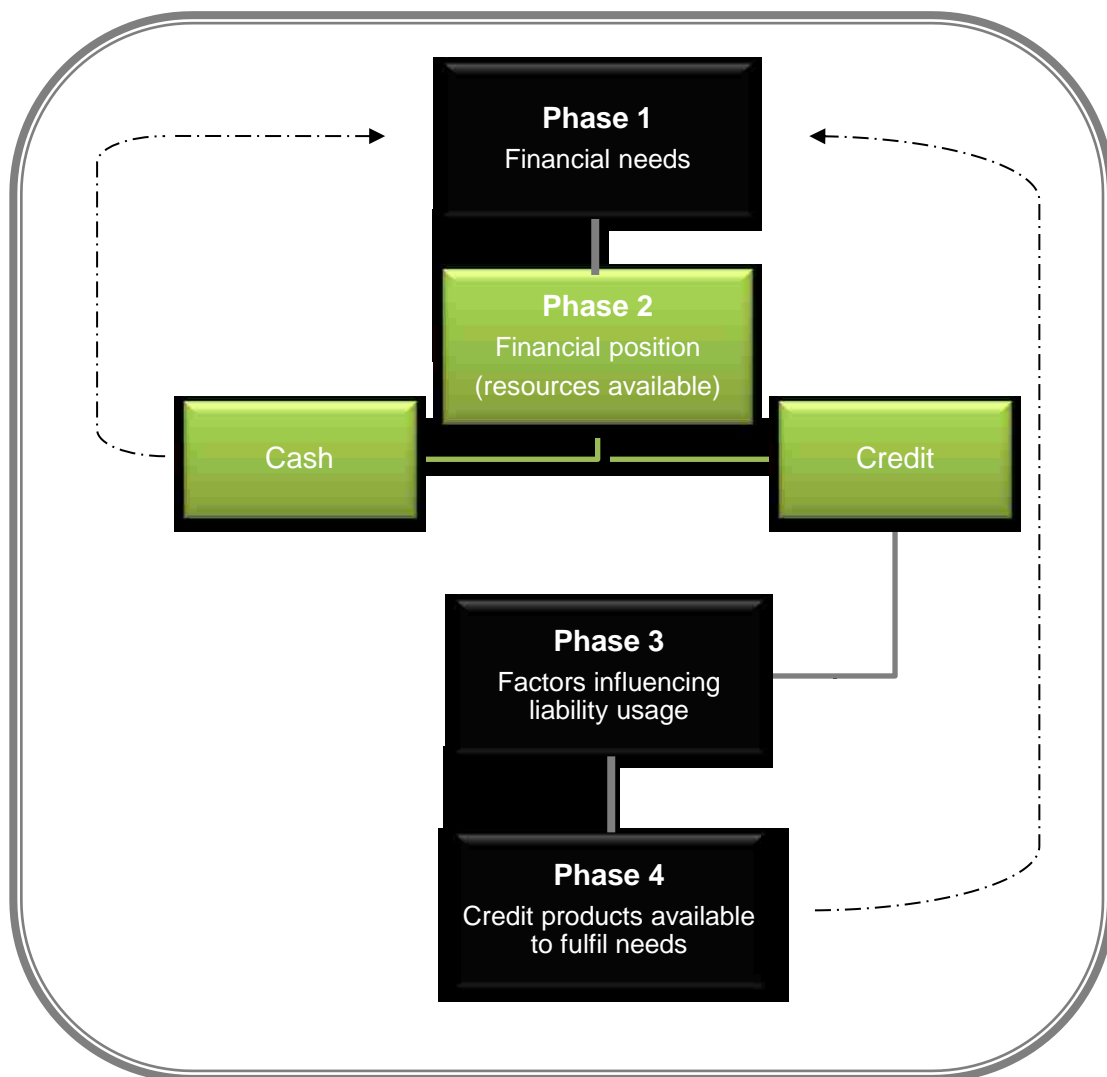 Phase 1
Financial needs
Phase 2
Financial position
(resources available)
Cash
Credit
Phase 3
Factors influencing
liability usage
Phase 4
Credit products available
to fulfil needs